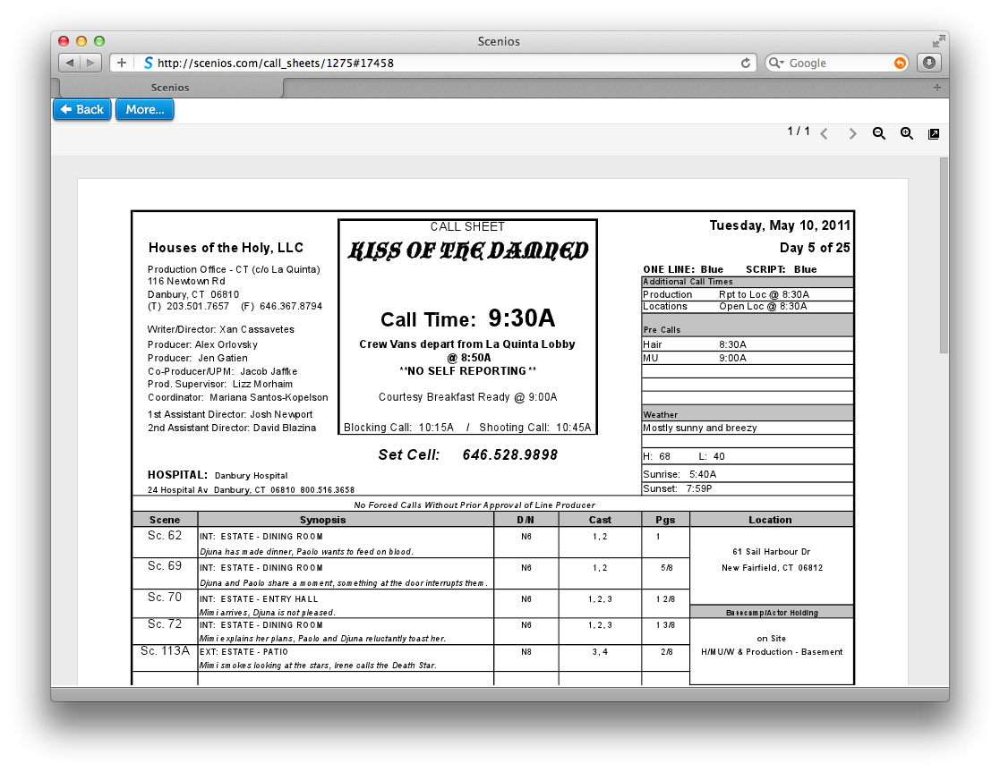 Scenios
http://scenios.com/call_sheets/1275#17458
Google
Scenios
Back
More...
1 / 1
CALL SHEET
KISS OF THE DAMNED
Call Time: 9:30A
Crew Vans depart from La Quinta Lobby
@ 8:50A
**NO SELF REPORTING **
Courtesy Breakfast Ready @ 9:00A
Blocking Call: 10:15A / Shooting Call: 10:45A
Set Cell: 646.528.9898
Houses of the Holy, LLC
Production Office - CT (c/o La Quinta)
116 Newtown Rd
Danbury, CT 06810
(T) 203.501.7657 (F) 646.367.8794
Writer/Director: Xan Cassavetes
Producer: Alex Orlovsky
Producer: Jen Gatien
Co-Producer/UPM: Jacob Jaffke
Prod. Supervisor: Lizz Morhaim
Coordinator: Mariana Santos-Kopelson
1st Assistant Director: Josh Newport
2nd Assistant Director: David Blazina
HOSPITAL: Danbury Hospital
24 Hospital Av Danbury, CT 06810 800.516.3658
Tuesday, May 10, 2011
Day 5 of 25
ONE LINE: Blue SCRIPT: Blue
Additional Call Times
Production Rpt to Loc @ 8:30A
Locations Open Loc @ 8:30A
Pre Calls
Hair 8:30A
MU 9:00A
Weather
Mostly sunny and breezy
H: 68 L: 40
Sunrise: 5:40A
Sunset: 7:59P
No Forced Calls Without Prior Approval of Line Producer
Scene Synopsis D/N Cast Pgs Location
Sc. 62 INT: ESTATE - DINING ROOM N6 1, 2 1
Djuna has made dinner, Paolo wants to feed on blood.
Sc. 69 INT: ESTATE - DINING ROOM N6 1, 2 5/8
Djuna and Paolo share a moment, something at the door interrupts them.
Sc. 70 INT: ESTATE - ENTRY HALL N6 1, 2, 3 1 2/8
Mimi arrives, Djuna is not pleased.
Sc. 72 INT: ESTATE - DINING ROOM N6 1, 2, 3 1 3/8
Mimi explains her plans, Paolo and Djuna reluctantly toast her.
Sc. 113A EXT: ESTATE - PATIO N8 3, 4 2/8
Mimi smokes looking at the stars, Irene calls the Death Star.
61 Sail Harbour Dr
New Fairfield, CT 06812
Basecamp/Actor Holding
on Site
H/MU/W & Production - Basement